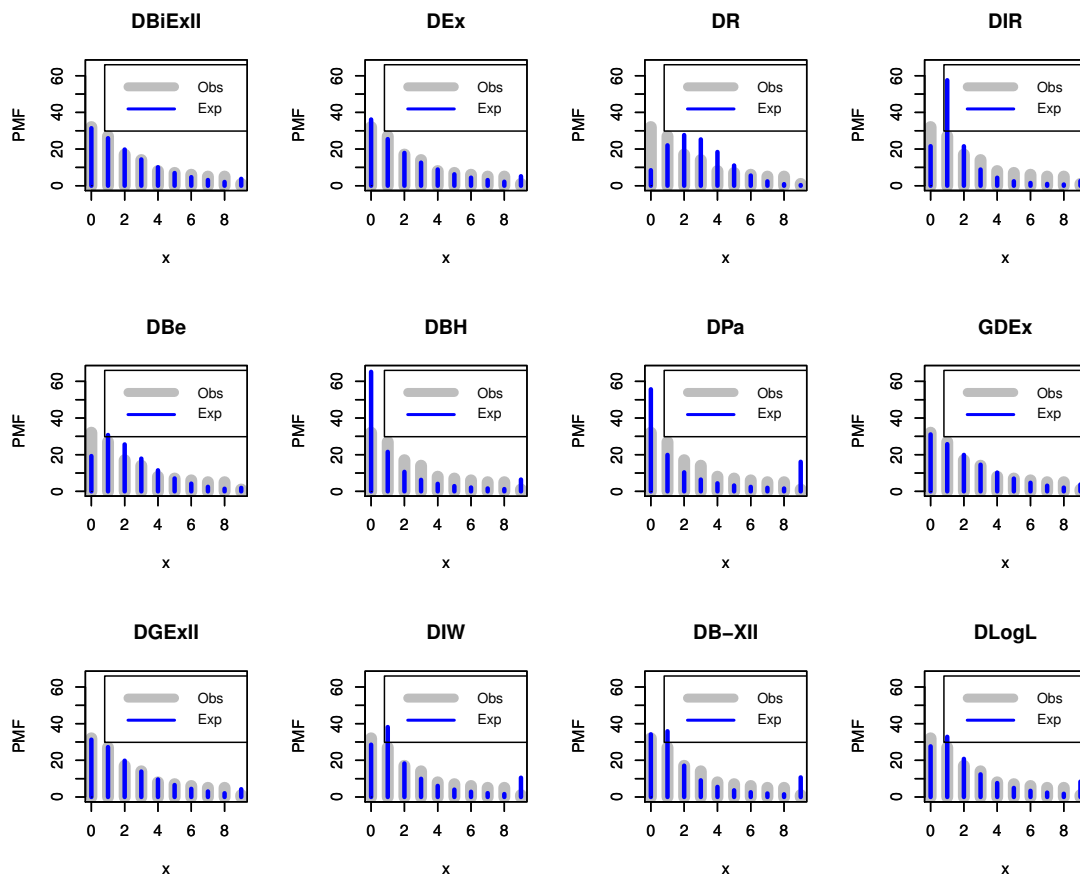 DBiExII DEx DR DIR
PMF 0 20 40 60 Obs Exp PMF 0 20 40 60 Obs Exp PMF 0 20 40 60 Obs Exp PMF 0 20 40 60 Obs Exp
0 2 4 6 8 0 2 4 6 8 0 2 4 6 8 0 2 4 6 8
x x x x
DBe DBH DPa GDEx
PMF 0 20 40 60 Obs Exp PMF 0 20 40 60 Obs Exp PMF 0 20 40 60 Obs Exp PMF 0 20 40 60 Obs Exp
0 2 4 6 8 0 2 4 6 8 0 2 4 6 8 0 2 4 6 8
x x x x
DGExII DIW DB−XII DLogL
PMF 0 20 40 60 Obs Exp PMF 0 20 40 60 Obs Exp PMF 0 20 40 60 Obs Exp PMF 0 20 40 60 Obs Exp
0 2 4 6 8 0 2 4 6 8 0 2 4 6 8 0 2 4 6 8
x x x x